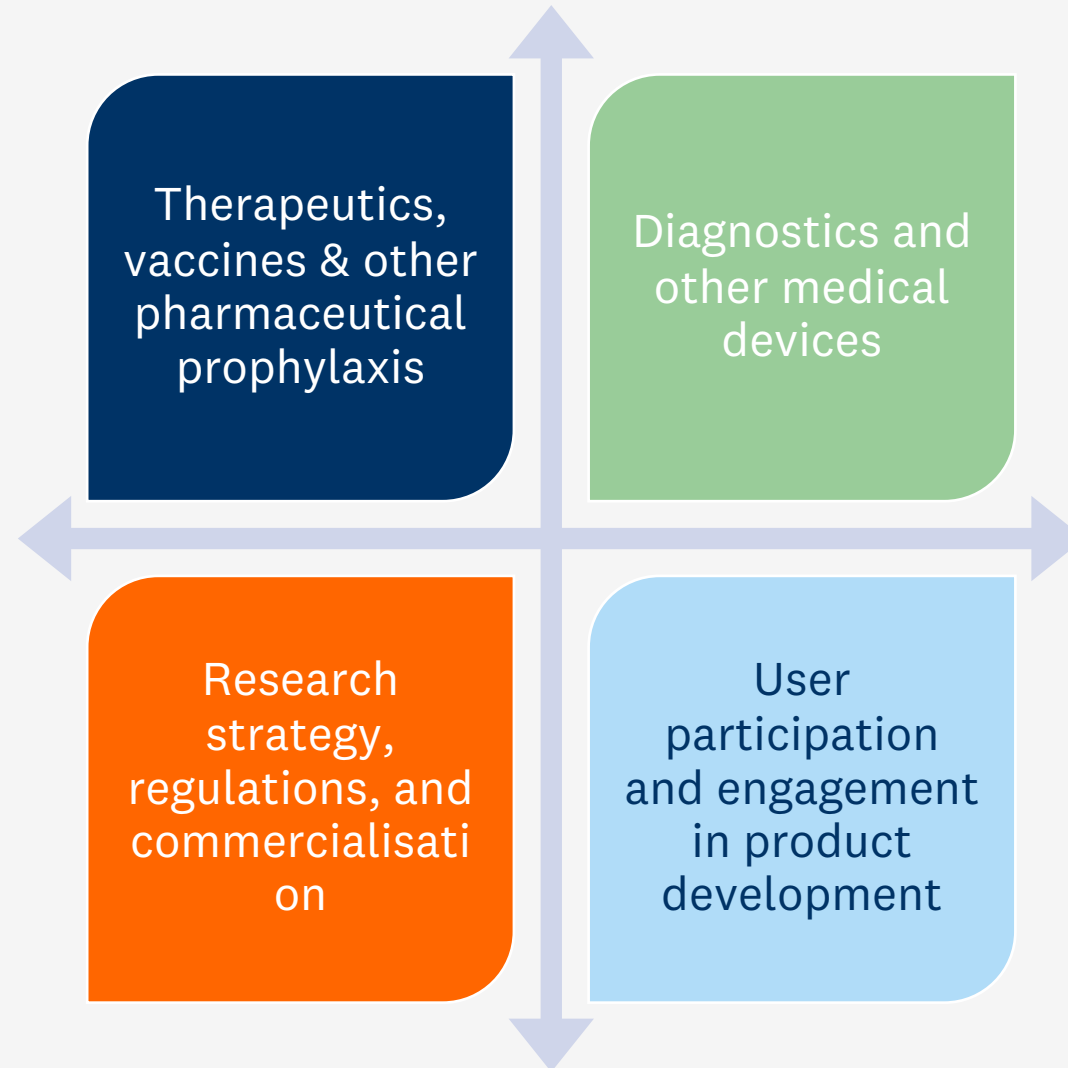 Therapeutics,
vaccines & other
pharmaceutical
prophylaxis
Diagnostics and
other medical
devices
Research
strategy,
regulations, and
commercialisati
on
User
participation
and engagement
in product
development